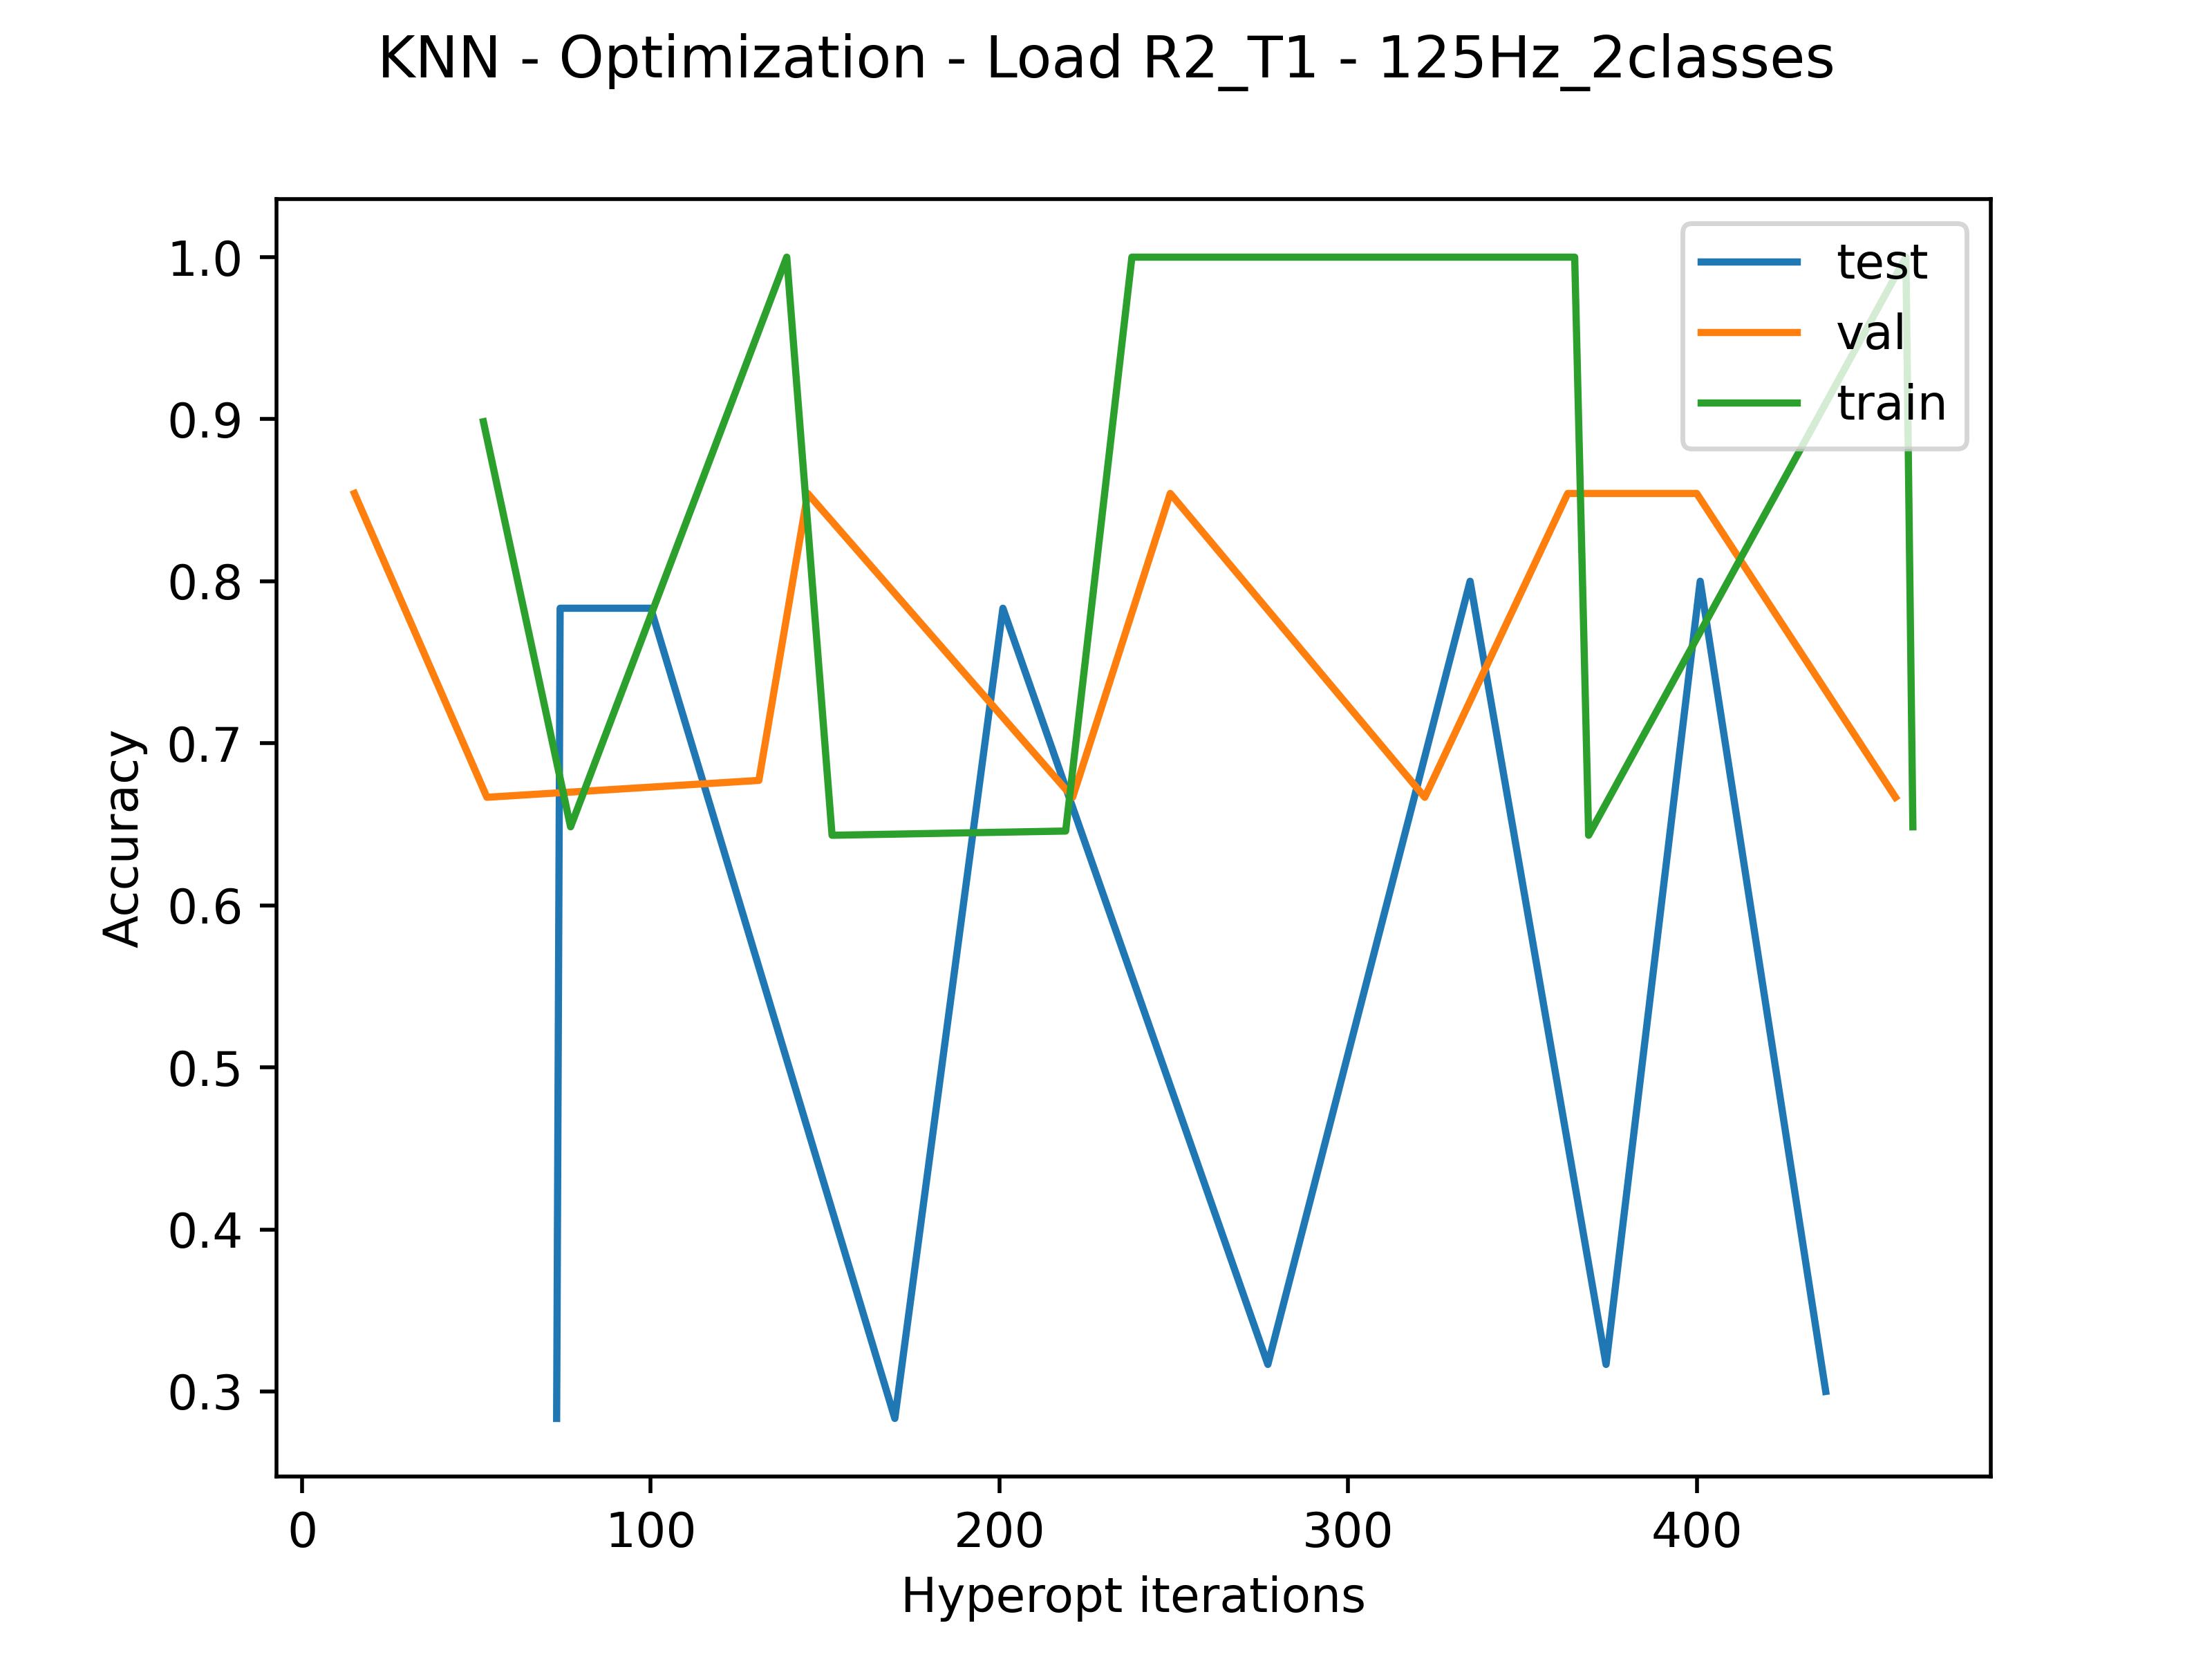 KNN - Optimization - Load R2_T1 - 125Hz_2classes
test
val
train
1.0
0.9
0.8
0.7
0.6
0.5
0.4
0.3
Accuracy
0 100 200 300 400
Hyperopt iterations